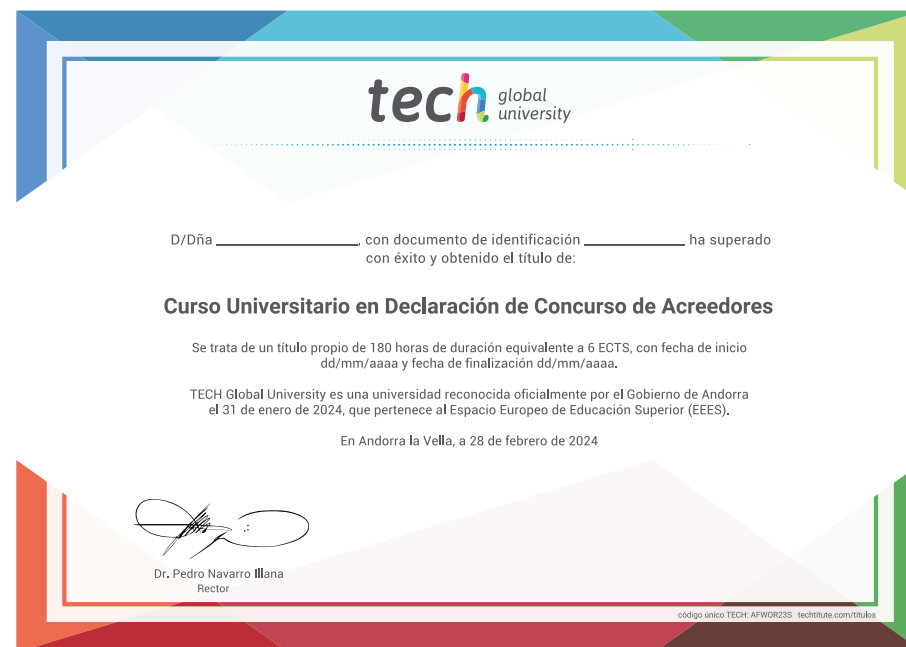 tech global university
D/Dña ____________, con documento de identificación ____________ ha superado
con éxito y obtenido el título de:
Curso Universitario en Declaración de Concurso de Acreedores
Se trata de un título propio de 180 horas de duración equivalente a 6 ECTS, con fecha de inicio
dd/mm/aaaa y fecha de finalización dd/mm/aaaa.
TECH Global University es una universidad reconocida oficialmente por el Gobierno de Andorra
el 31 de enero de 2024, que pertenece al Espacio Europeo de Educación Superior (EEES).
En Andorra la Vella, a 28 de febrero de 2024
Dr. Pedro Navarro Illana
Rector
código único TECH: AFWOR23S techtitute.com/titulos